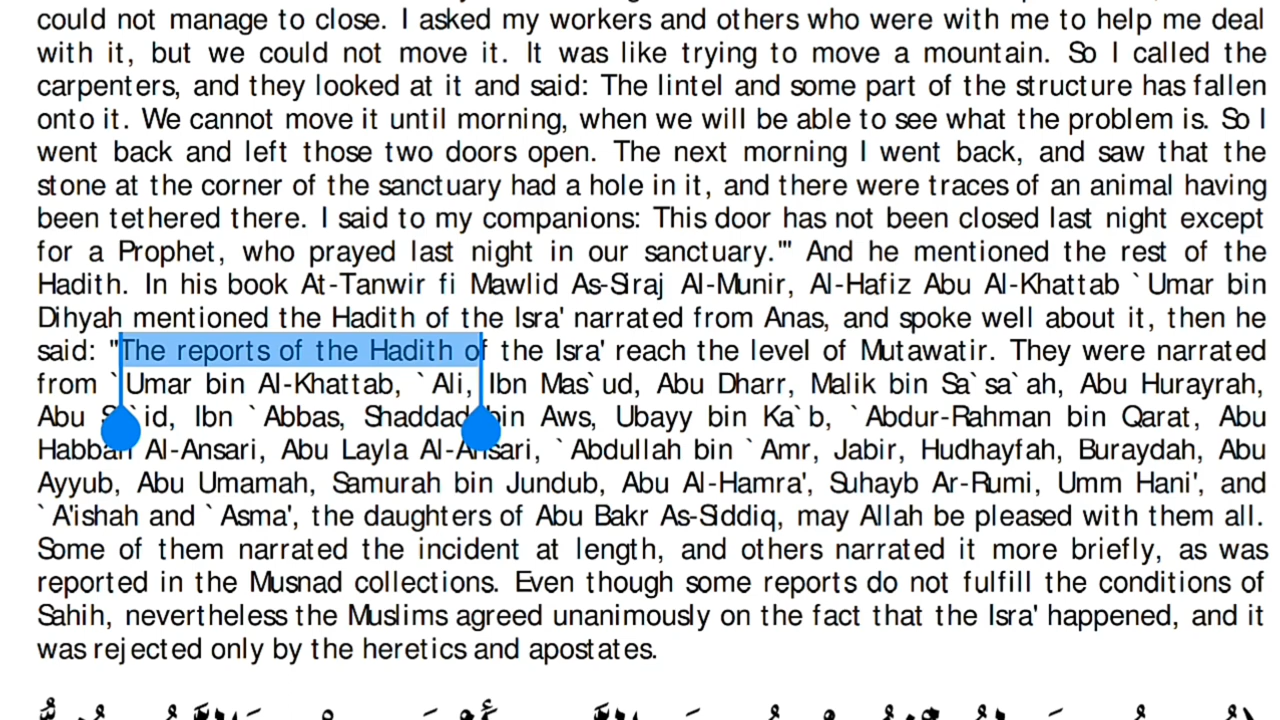 could not manage to close. I asked my workers and others who were with me to help me deal
with it, but we could not move it. It was like trying to move a mountain. So I called the
carpenters, and they looked at it and said: The lintel and some part of the structure has fallen
onto it. We cannot move it until morning, when we will be able to see what the problem is. So I
went back and left those two doors open. The next morning I went back, and saw that the
stone at the corner of the sanctuary had a hole in it, and there were traces of an animal having
been tethered there. I said to my companions: This door has not been closed last night except
for a Prophet, who prayed last night in our sanctuary.'" And he mentioned the rest of the
Hadith. In his book At-Tanwir fi Mawlid As-Siraj Al-Munir, Al-Hafiz Abu Al-Khattab `Umar bin
Dihyah mentioned the Hadith of the Isra' narrated from Anas, and spoke well about it, then he
said: "The reports of the Hadith of the Isra' reach the level of Mutawatir. They were narrated
from `Umar bin Al-Khattab, `Ali, Ibn Mas`ud, Abu Dharr, Malik bin Sa`sa`ah, Abu Hurayrah,
Abu Sa`id, Ibn `Abbas, Shaddad bin Aws, Ubayy bin Ka`b, `Abdur-Rahman bin Qarat, Abu
Habbah Al-Ansari, Abu Layla Al-Ansari, `Abdullah bin `Amr, Jabir, Hudhayfah, Buraydah, Abu
Ayyub, Abu Umamah, Samurah bin Jundub, Abu Al-Hamra', Suhayb Ar-Rumi, Umm Hani', and
`A'ishah and `Asma', the daughters of Abu Bakr As-Siddiq, may Allah be pleased with them all.
Some of them narrated the incident at length, and others narrated it more briefly, as was
reported in the Musnad collections. Even though some reports do not fulfill the conditions of
Sahih, nevertheless the Muslims agreed unanimously on the fact that the Isra' happened, and it
was rejected only by the heretics and apostates.